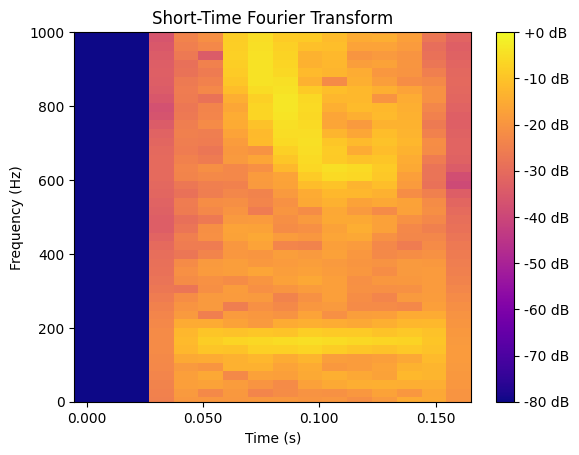 Short-Time Fourier Transform
Frequency (Hz)
1000
800
600
400
200
0
0.000
0.050
0.100
0.150
Time (s)
+0 dB
-10 dB
-20 dB
-30 dB
-40 dB
-50 dB
-60 dB
-70 dB
-80 dB